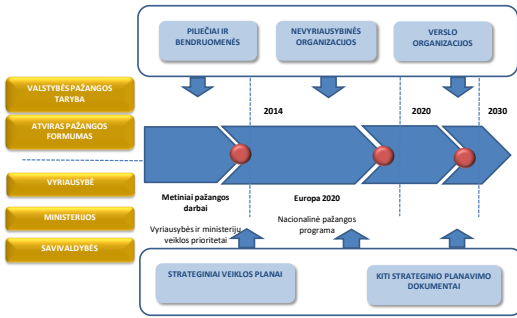 PILIEČIAI IR
BENDRUOMENĖS
NEVYRIAUSYBINĖS
ORGANIZACIJOS
VERSLO
ORGANIZACIJOS
VALSTYBĖS PAŽANGOS
TARYBA
ATVIRAS PAŽANGOS
FORMUMAS
VYRIAUSYBĖ
MINISTERIJOS
SAVIVALDYBĖS
2014
2020
2030
Metiniai pažangos
darbai
Vyriausybės ir ministerijų
veiklos prioritetai
Europa 2020
Nacionalinė pažangos
programa
STRATEGINIAI VEIKLOS PLANAI
KITI STRATEGINIO PLANAVIMO
DOKUMENTAI